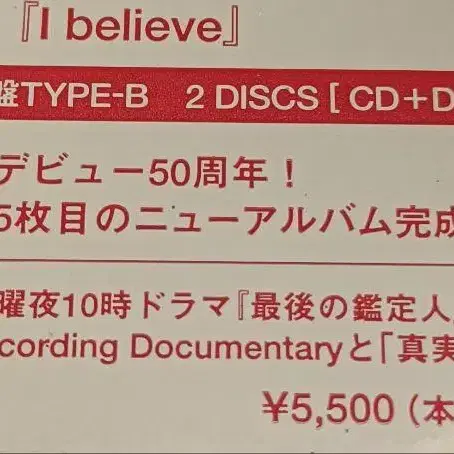 『I believe』
盤TYPE-B 2 DISCS [ CD+D
デビュー50周年!
5枚目のニューアルバム完成
曜夜10時ドラマ『最後の鑑定人
cording Documentaryと「真実
¥5,500(本